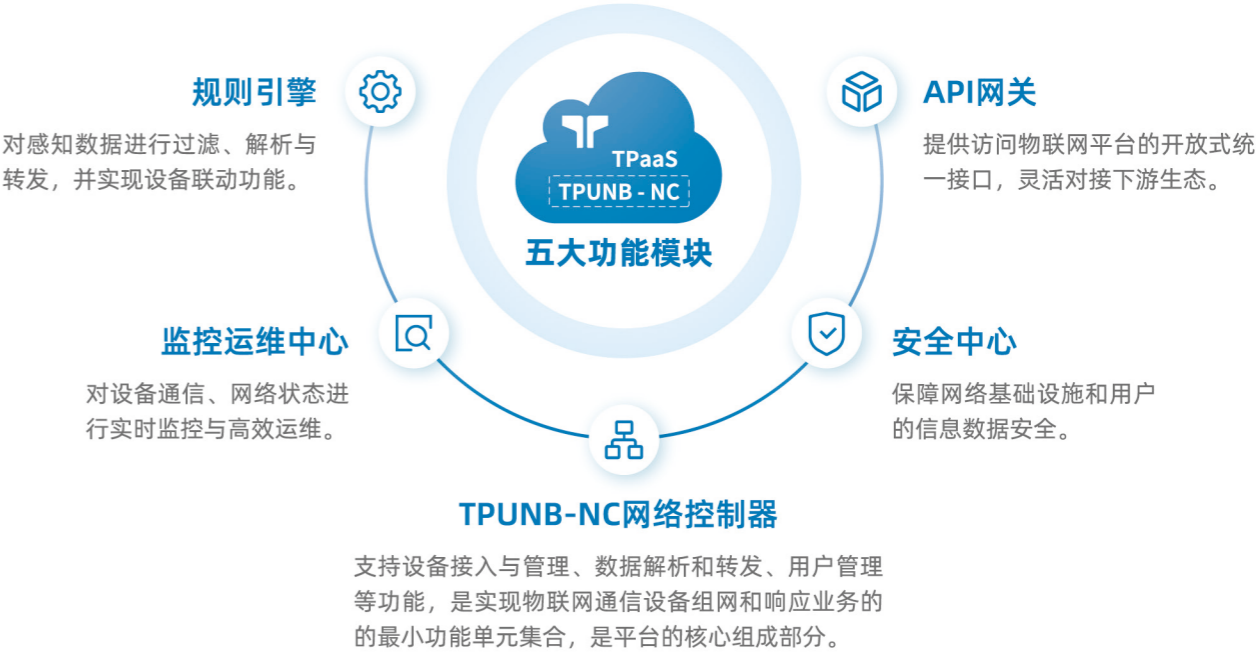 规则引擎
对感知数据进行过滤、解析与
转发，并实现设备联动功能。
TPaaS
TPUNB - NC
五大功能模块
API网关
提供访问物联网平台的开放式统
一接口，灵活对接下游生态。
监控运维中心
对设备通信、网络状态进
行实时监控与高效运维。
安全中心
保障网络基础设施和用户
的信息数据安全。
TPUNB-NC网络控制器
支持设备接入与管理、数据解析和转发、用户管理
等功能，是实现物联网通信设备组网和响应业务的
的最小功能单元集合，是平台的核心组成部分。